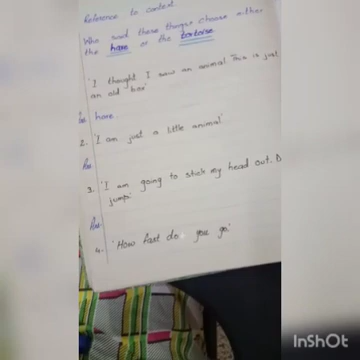 Reference to context.
Who said these things choose either
the hare or the tortoise.
'I thought I saw an animal. This is just
an old box'
hare.
2. 'I am just a little animal'
Ans
3. 'I am going to stick my head out. D
jump'
Ans.
4. 'How fast do you go'
InShOt